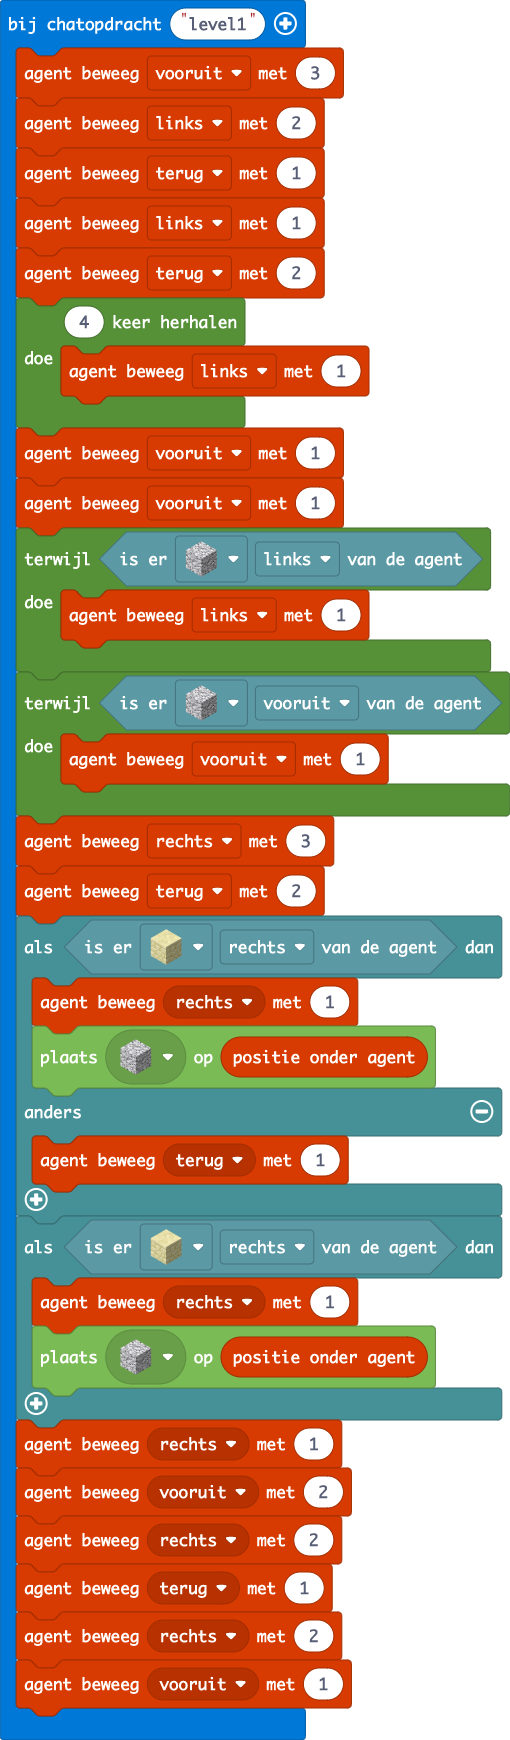 bij chatopdracht "level1"
agent beweeg vooruit met 3
agent beweeg links met 2
agent beweeg terug met 1
agent beweeg links met 1
agent beweeg terug met 2
4 keer herhalen
doe
agent beweeg links met 1
agent beweeg vooruit met 1
agent beweeg vooruit met 1
terwijl is er links van de agent
doe
agent beweeg links met 1
terwijl is er vooruit van de agent
doe
agent beweeg vooruit met 1
agent beweeg rechts met 3
agent beweeg terug met 2
als is er rechts van de agent dan
agent beweeg rechts met 1
plaats op positie onder agent
anders
agent beweeg terug met 1
als is er rechts van de agent dan
agent beweeg rechts met 1
plaats op positie onder agent
agent beweeg rechts met 1
agent beweeg vooruit met 2
agent beweeg rechts met 2
agent beweeg terug met 1
agent beweeg rechts met 2
agent beweeg vooruit met 1